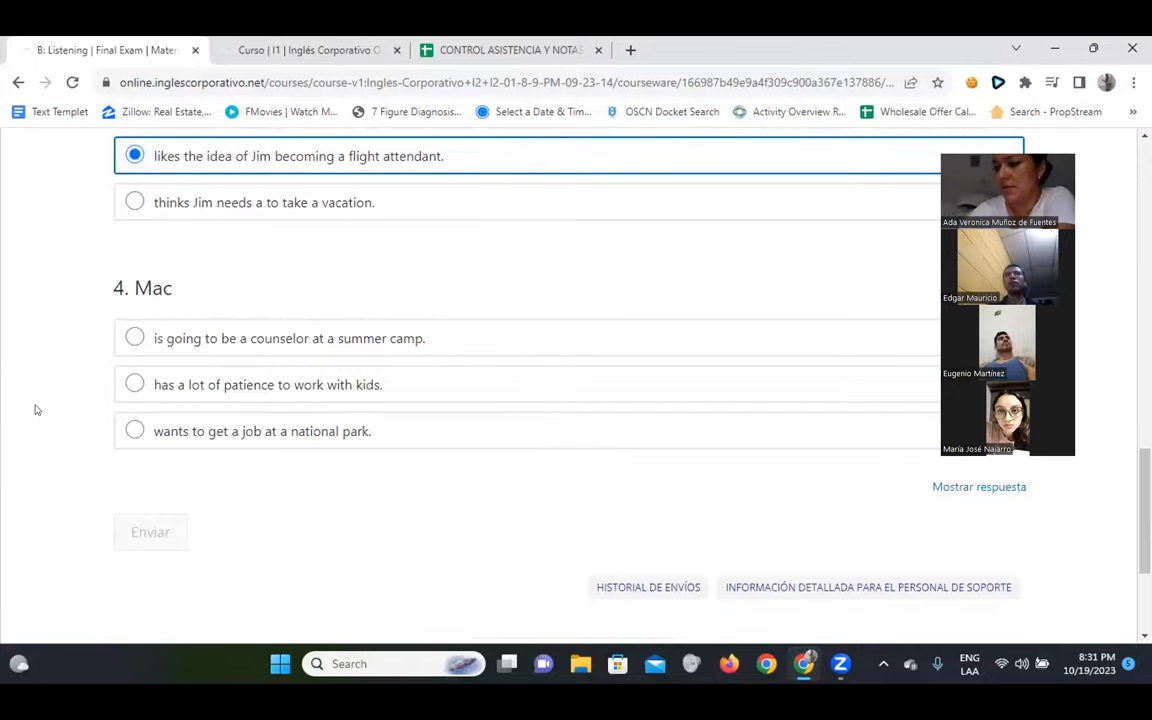 B: Listening | Final Exam | Mater
Curso | I1 | Inglés Corporativo O
CONTROL ASISTENCIA Y NOTAS
online.inglescorporativo.net/courses/course-v1:Ingles-Corporativo+I2+I2-01-8-9-PM-09-23-14/courseware/166987b49e9a4f309c900a367e137886/...
Text Templet
Zillow: Real Estate,...
FMovies | Watch M...
7 Figure Diagnosis...
Select a Date & Tim...
OSCN Docket Search
Activity Overview R...
Wholesale Offer Cal...
Search - PropStream
likes the idea of Jim becoming a flight attendant.
thinks Jim needs a to take a vacation.
Ada Veronica Muñoz de Fuentes
4. Mac
Edgar Mauricio
is going to be a counselor at a summer camp.
Eugenio Martínez
has a lot of patience to work with kids.
wants to get a job at a national park.
María José Najarro
Mostrar respuesta
Enviar
HISTORIAL DE ENVÍOS
INFORMACIÓN DETALLADA PARA EL PERSONAL DE SOPORTE
Search
ENG
LAA
8:31 PM
10/19/2023
5